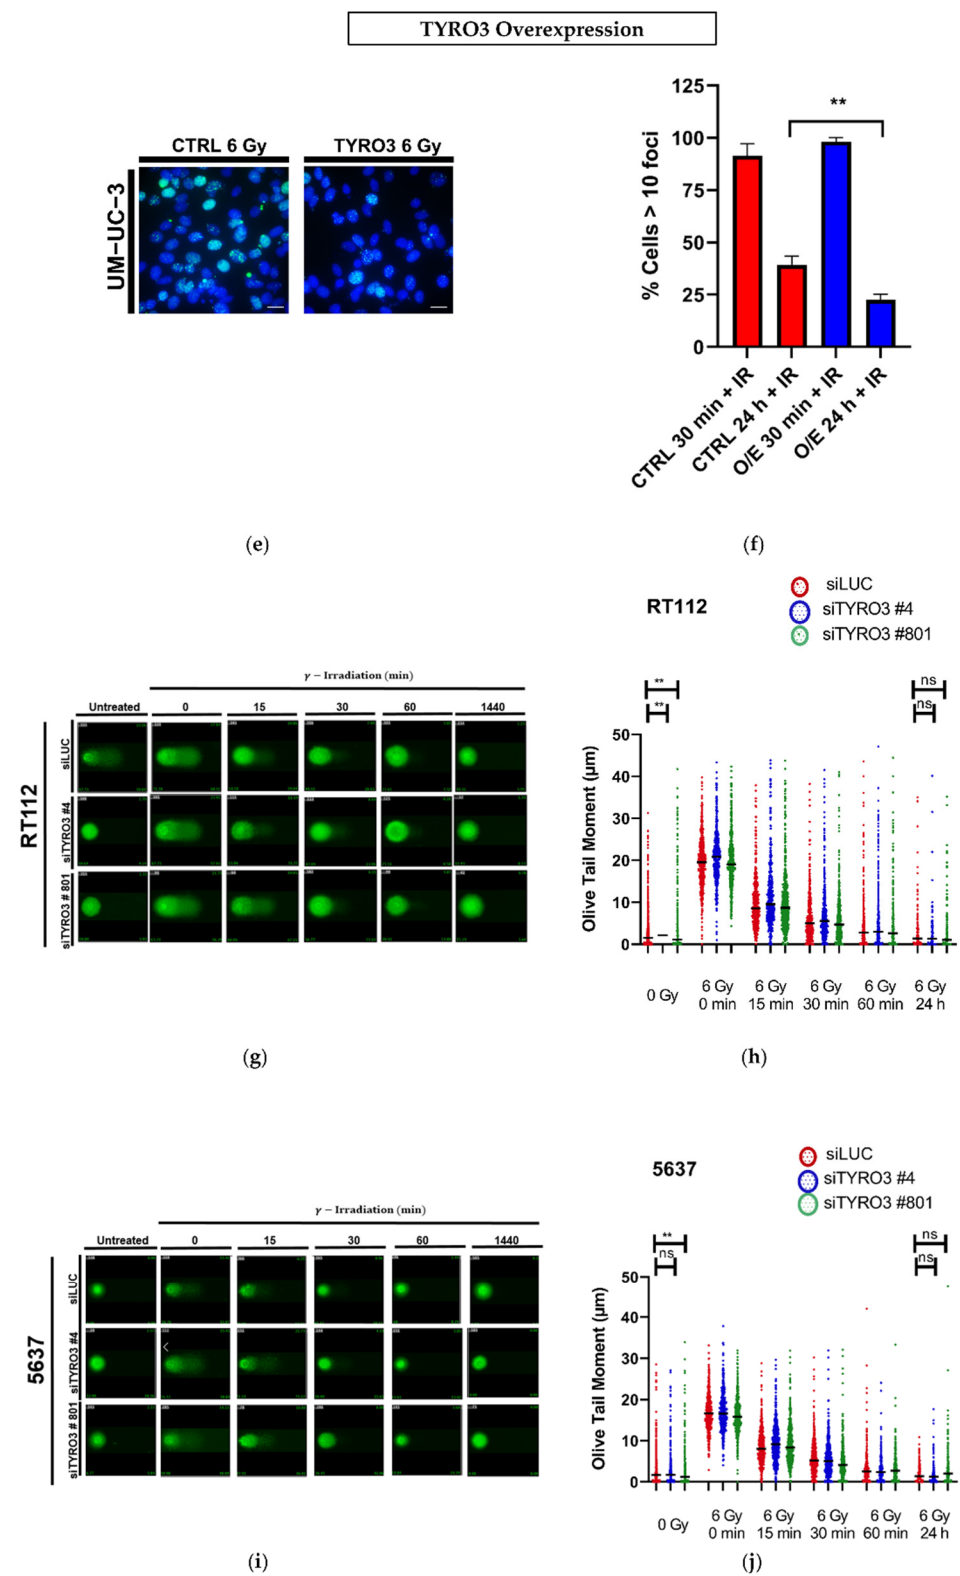 TYRO3 Overexpression
CTRL 6 Gy
TYRO3 6 Gy
UM-UC-3
(e)
% Cells > 10 foci
125
100
75
50
25
0
**
CTRL 30 min + IR
CTRL 24 h + IR
O/E 30 min + IR
O/E 24 h + IR
(f)
γ − Irradiation (min)
Untreated
0
15
30
60
1440
RT112
siLUC
siTYRO3 #4
siTYRO3 # 801
(g)
RT112
siLUC
siTYRO3 #4
siTYRO3 #801
**
**
ns
ns
Olive Tail Moment (μm)
50
40
30
20
10
0
0 Gy
6 Gy
0 min
6 Gy
15 min
6 Gy
30 min
6 Gy
60 min
6 Gy
24 h
(h)
γ − Irradiation (min)
Untreated
0
15
30
60
1440
5637
siLUC
siTYRO3 #4
siTYRO3 # 801
(i)
5637
siLUC
siTYRO3 #4
siTYRO3 #801
**
ns
ns
ns
Olive Tail Moment (μm)
50
40
30
20
10
0
0 Gy
6 Gy
0 min
6 Gy
15 min
6 Gy
30 min
6 Gy
60 min
6 Gy
24 h
(j)